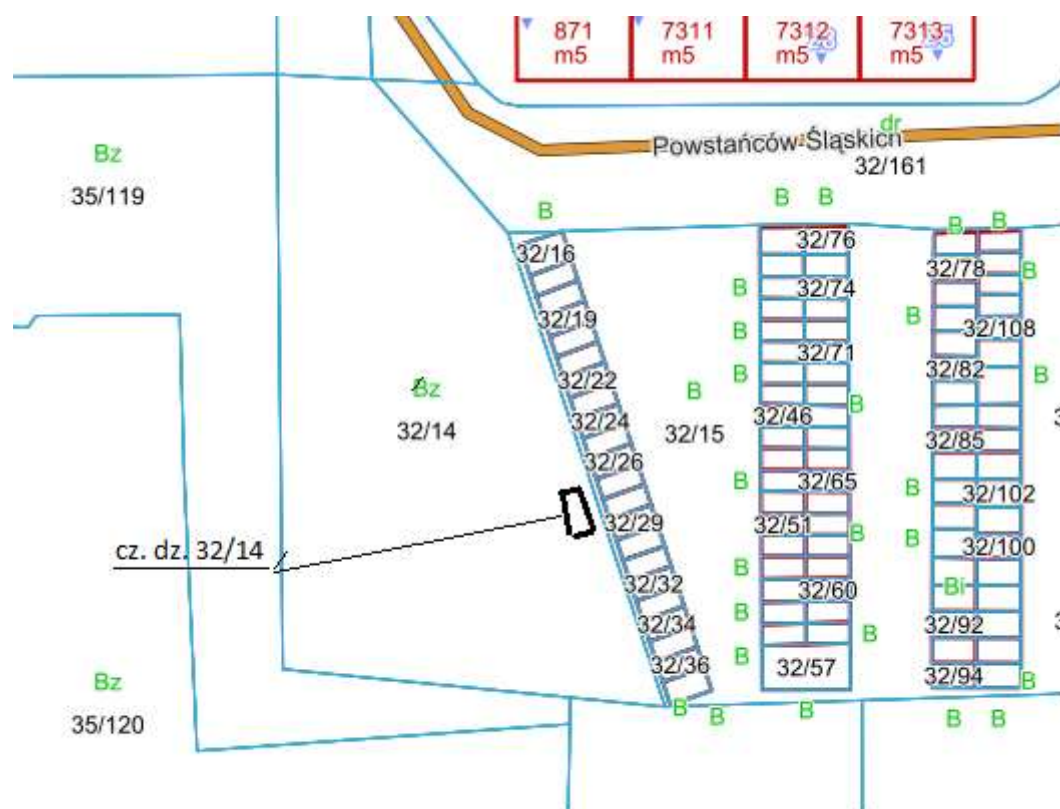 871
m5
7311
m5
7312
m5
7313
m5
dr
Powstańców Śląskich
32/161
Bz
35/119
B
B
B
B
B
32/16
32/76
32/78
B
B
32/74
32/19
B
B
32/108
32/71
32/22
B
32/82
B
Bz
B
32/24
B
32/46
32/14
32/15
32/85
32/26
B
32/65
B
32/102
32/29
32/51
B
B
32/100
cz. dz. 32/14
B
32/32
32/60
Bi
B
32/34
B
32/92
B
32/36
32/57
32/94
B
Bz
B
B
B
B
B
35/120